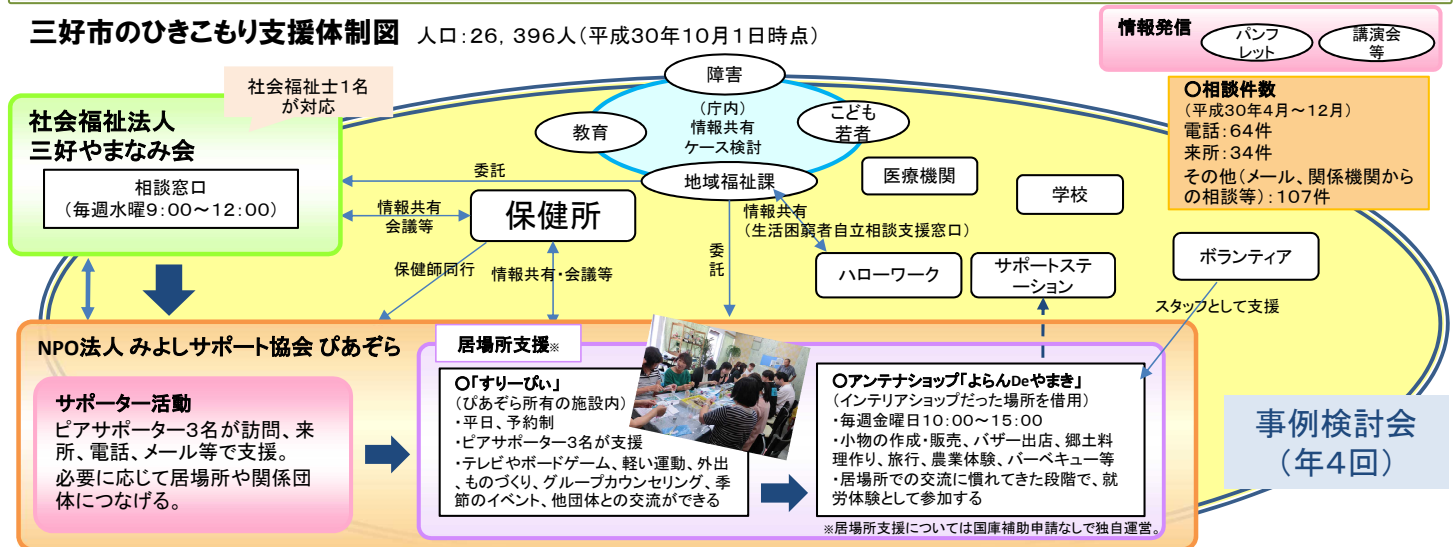 三好市のひきこもり支援体制図 人口:26,396人(平成30年10月1日時点)
情報発信
パンフ
レット
講演会
等
社会福祉士1名
が対応
社会福祉法人
三好やまなみ会
相談窓口
(毎週水曜9:00~12:00)
障害
教育
(庁内)
情報共有
ケース検討
こども
若者
地域福祉課
○相談件数
(平成30年4月~12月)
電話:64件
来所:34件
その他(メール、関係機関から
の相談等):107件
委託
情報共有
会議等
保健所
保健師同行
情報共有・会議等
委
託
情報共有
(生活困窮者自立相談支援窓口)
医療機関
学校
ハローワーク
サポートステ
ーション
ボランティア
スタッフとして支援
NPO法人 みよしサポート協会 ぴあぞら
サポーター活動
ピアサポーター3名が訪問、来
所、電話、メール等で支援。
必要に応じて居場所や関係団
体につなげる。
居場所支援※
○「すりーぴぃ」
(ぴあぞら所有の施設内)
・平日、予約制
・ピアサポーター3名が支援
・テレビやボードゲーム、軽い運動、外出
、ものづくり、グループカウンセリング、季
節のイベント、他団体との交流ができる
○アンテナショップ「よらんDeやまき」
(インテリアショップだった場所を借用)
・毎週金曜日10:00~15:00
・小物の作成・販売、バザー出店、郷土料
理作り、旅行、農業体験、バーベキュー等
・居場所での交流に慣れてきた段階で、就
労体験として参加する
※居場所支援については国庫補助申請なしで独自運営。
事例検討会
(年4回)